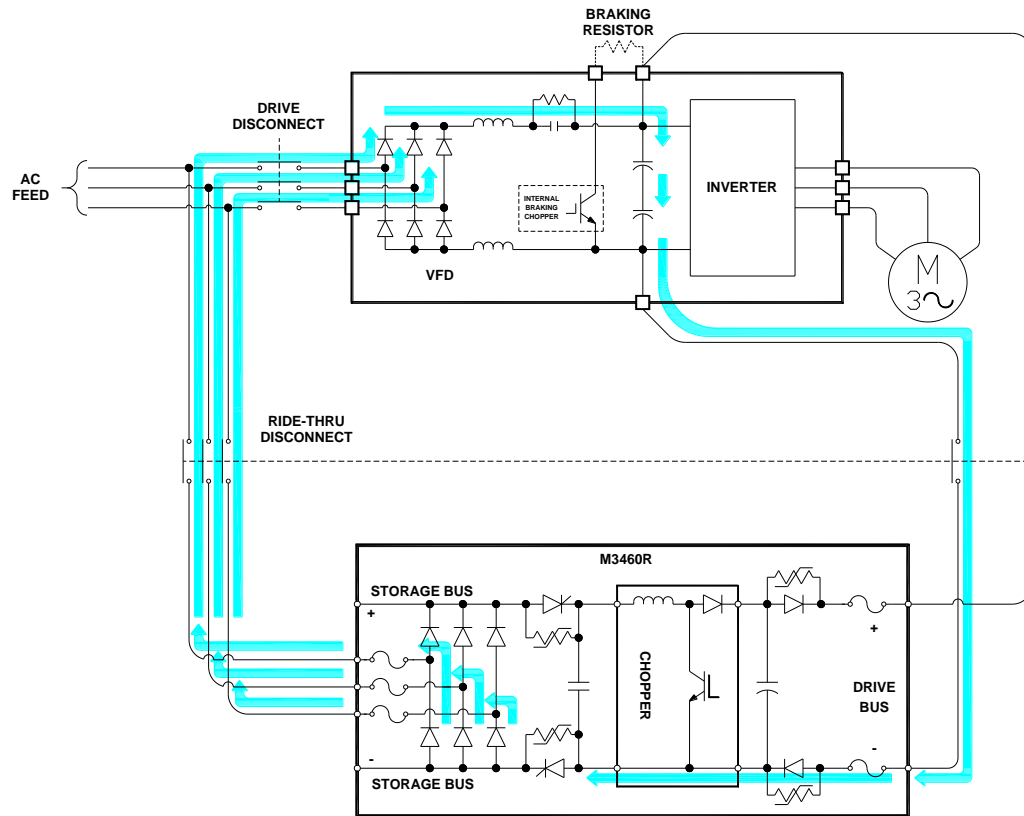 BRAKING
RESISTOR
DRIVE
DISCONNECT
AC
FEED
INTERNAL
BRAKING
CHOPPER
INVERTER
VFD
M
3
RIDE-THRU
DISCONNECT
M3460R
STORAGE BUS
+
+
CHOPPER
DRIVE
BUS
-
-
STORAGE BUS